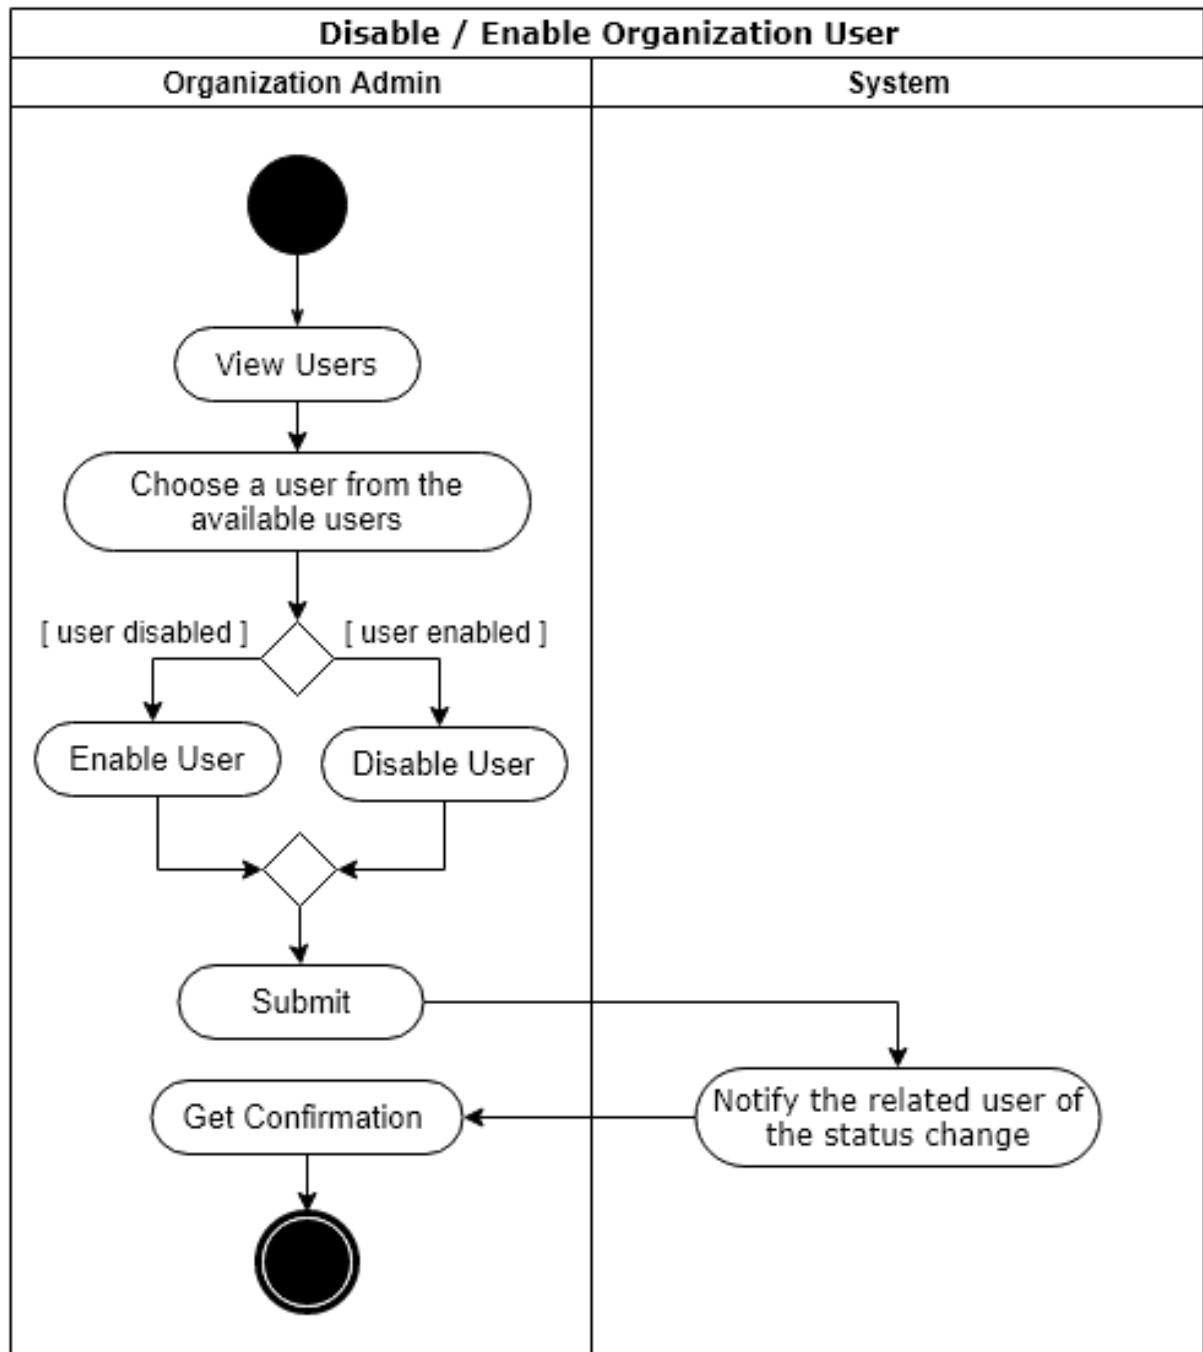 Disable / Enable Organization User
Organization Admin
System
View Users
Choose a user from the
available users
[ user disabled ]
[ user enabled ]
Enable User
Disable User
Submit
Notify the related user of
the status change
Get Confirmation